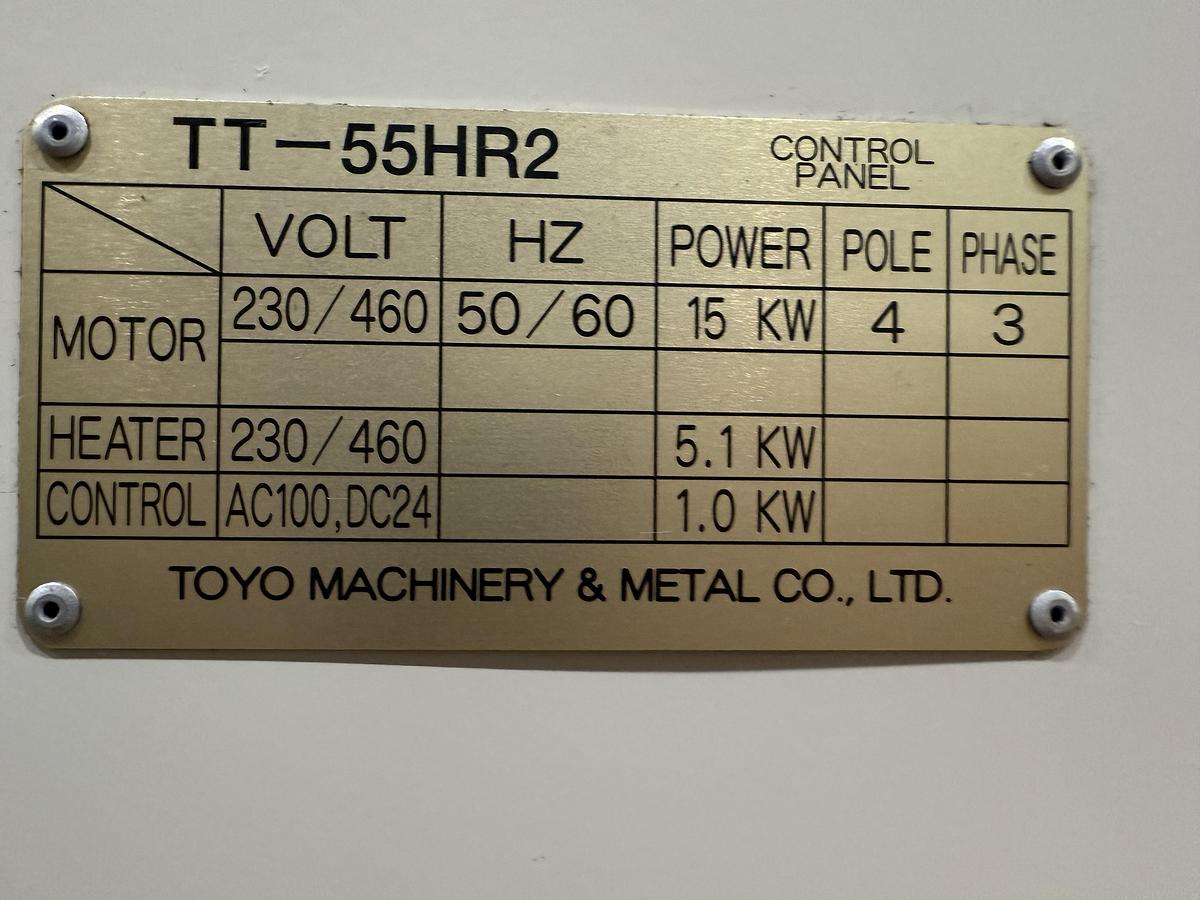 TT-55HR2
CONTROL
PANEL
VOLT HZ POWER POLE PHASE
MOTOR 230/460 50/60 15 KW 4 3
HEATER 230/460 5.1 KW
CONTROL AC100,DC24 1.0 KW
TOYO MACHINERY & METAL CO., LTD.